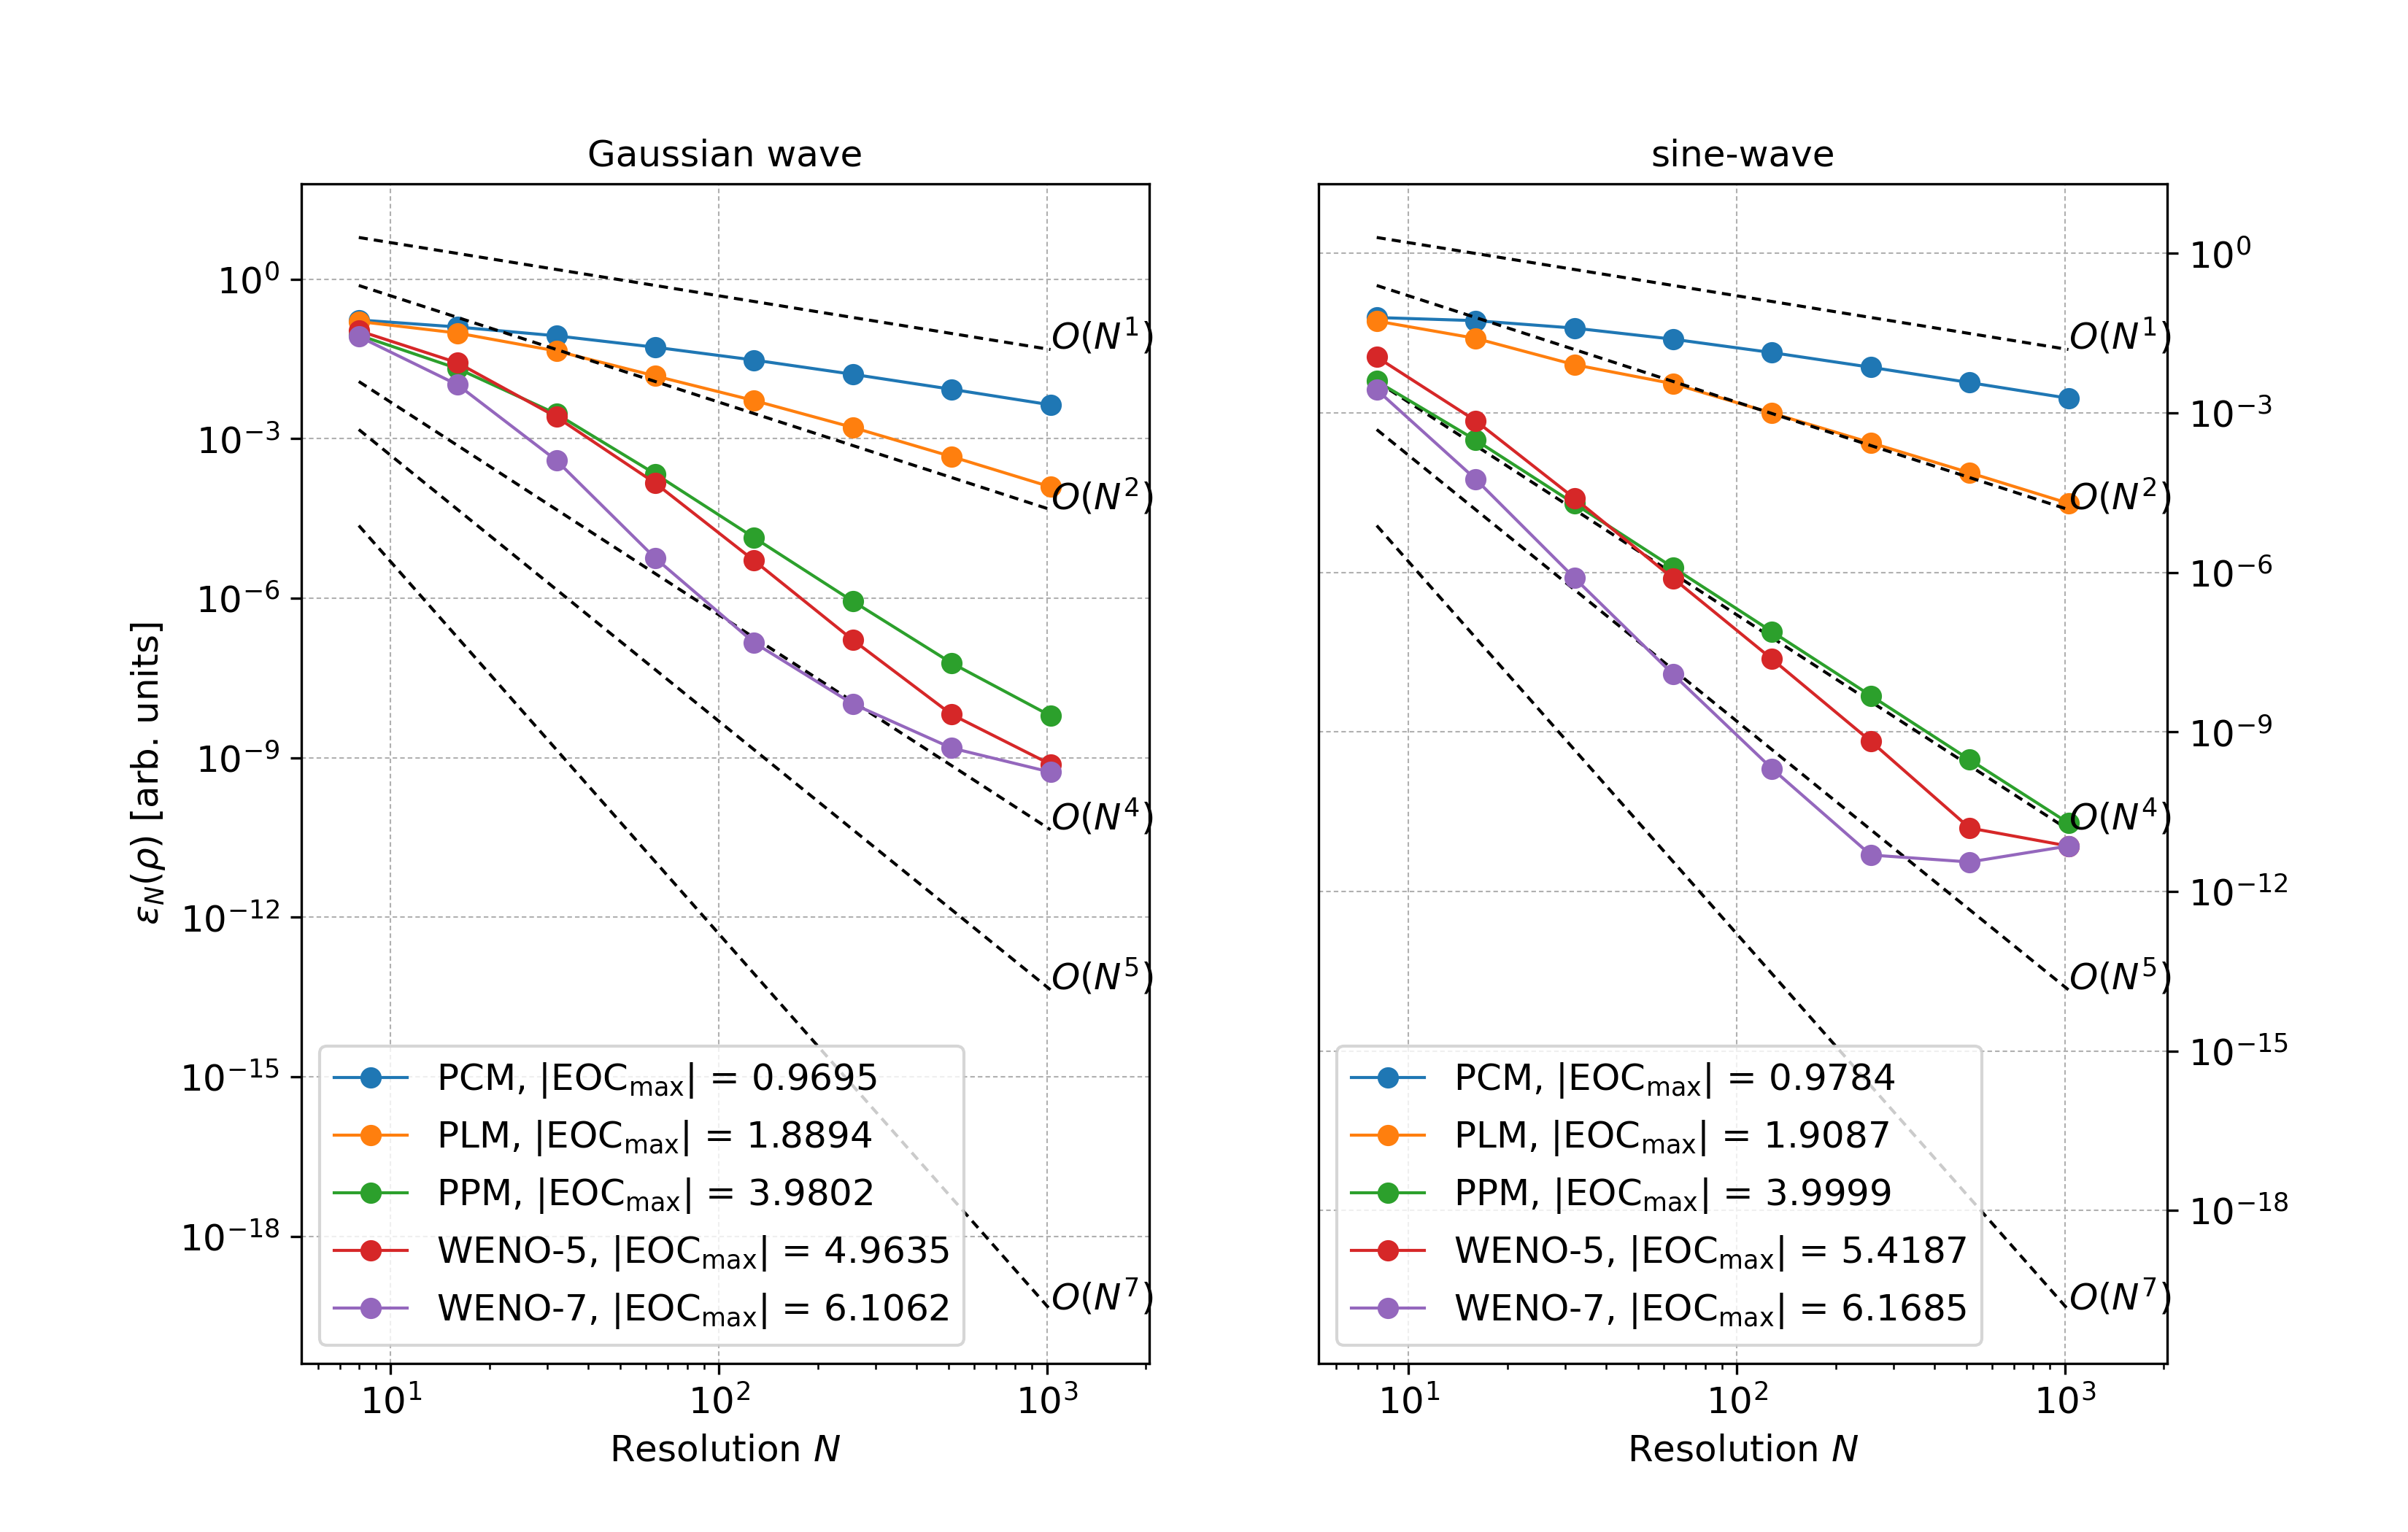 Gaussian wave
ε_N(ρ) [arb. units]
10^0
10^−3
10^−6
10^−9
10^−12
10^−15
10^−18
O(N^1)
O(N^2)
O(N^4)
O(N^5)
O(N^7)
PCM, |EOC_max| = 0.9695
PLM, |EOC_max| = 1.8894
PPM, |EOC_max| = 3.9802
WENO-5, |EOC_max| = 4.9635
WENO-7, |EOC_max| = 6.1062
10^1 10^2 10^3
Resolution N
sine-wave
10^0
10^−3
10^−6
10^−9
10^−12
10^−15
10^−18
O(N^1)
O(N^2)
O(N^4)
O(N^5)
O(N^7)
PCM, |EOC_max| = 0.9784
PLM, |EOC_max| = 1.9087
PPM, |EOC_max| = 3.9999
WENO-5, |EOC_max| = 5.4187
WENO-7, |EOC_max| = 6.1685
10^1 10^2 10^3
Resolution N